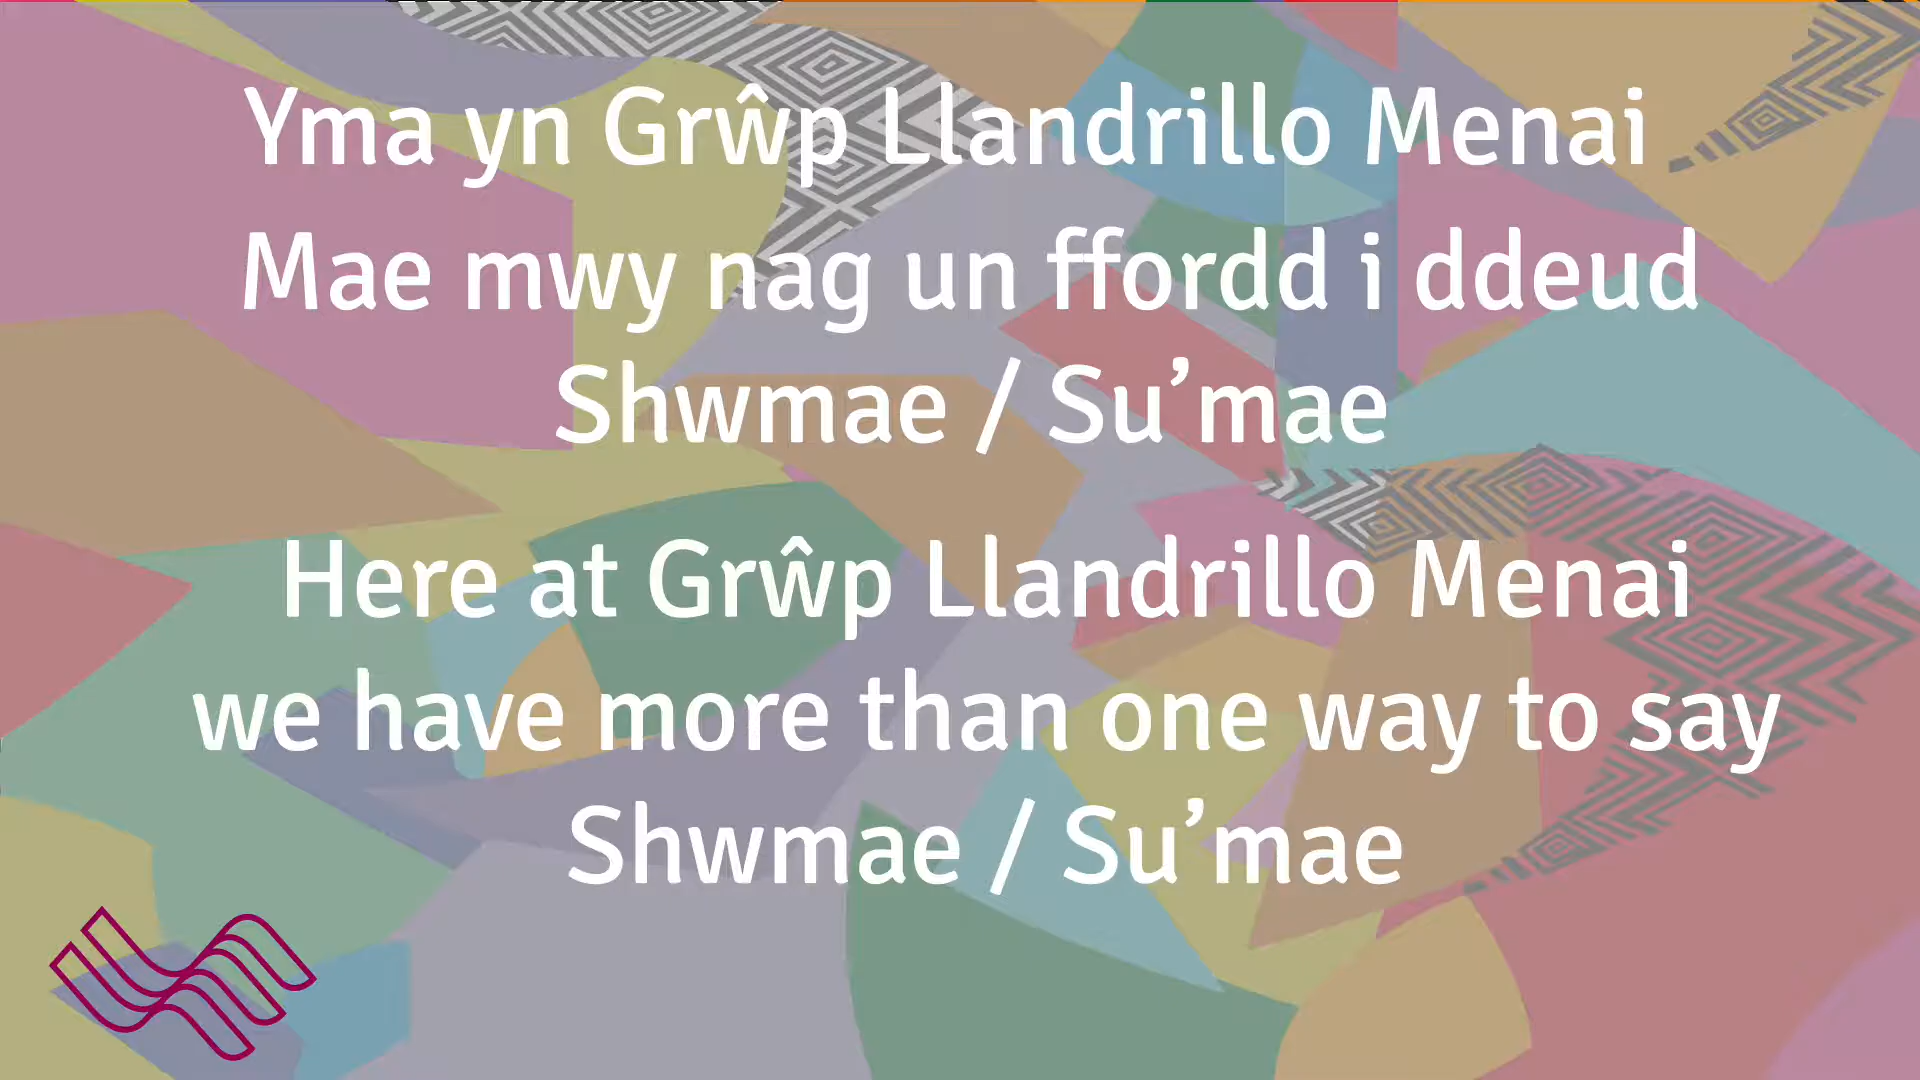 Yma yn Grŵp Llandrillo Menai
Mae mwy nag un ffordd i ddeud
Shwmae / Su’mae
Here at Grŵp Llandrillo Menai
we have more than one way to say
Shwmae / Su’mae